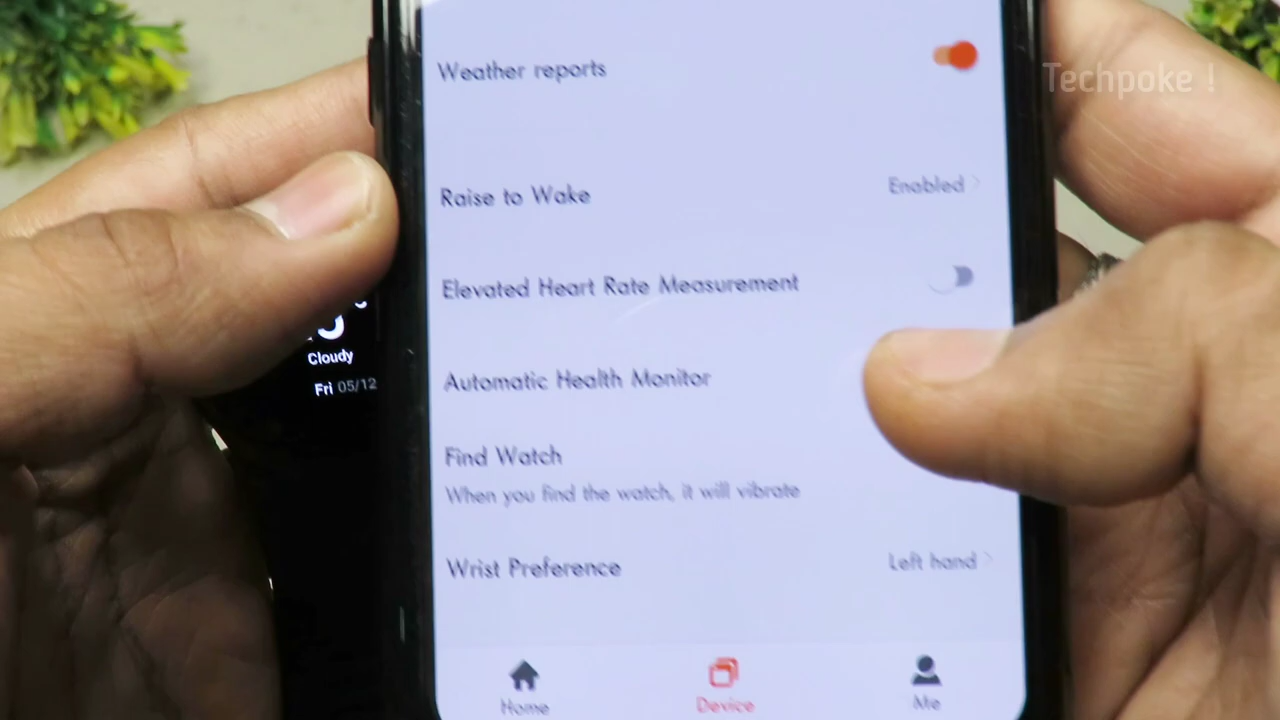 Weather reports
Techpoke !
Raise to Wake
Enabled
Elevated Heart Rate Measurement
Cloudy
Fri 05/12
Automatic Health Monitor
Find Watch
When you find the watch, it will vibrate
Wrist Preference
Left hand
Home
Device
Me